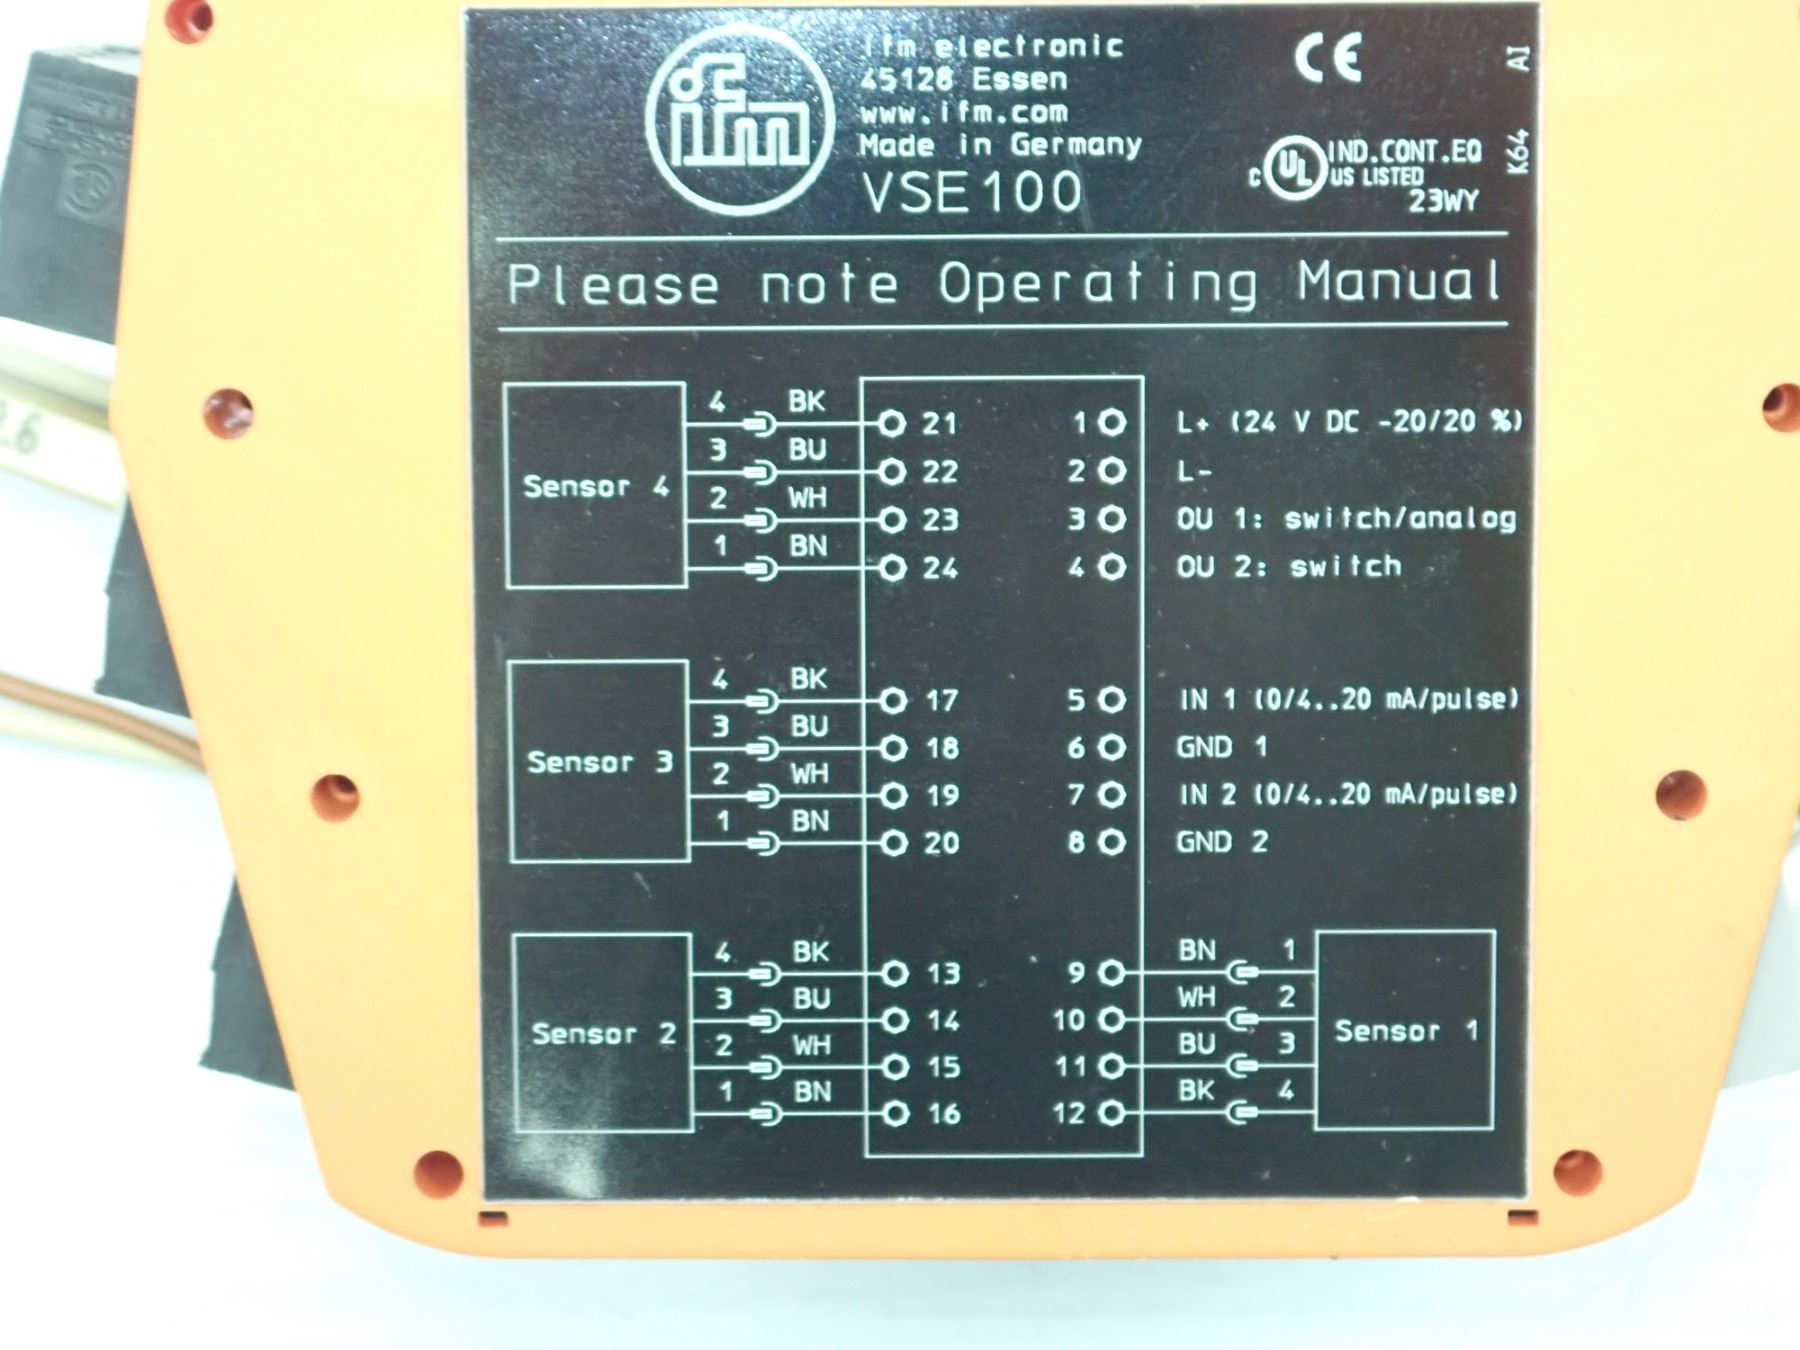 ifm
ifm electronic
45128 Essen
www.ifm.com
Made in Germany
VSE100
CE
AI
K64
c UL US LISTED
IND.CONT.EQ
23WY
Please note Operating Manual
Sensor 4
4 BK 21
3 BU 22
2 WH 23
1 BN 24
1 L+ (24 V DC -20/20 %)
2 L-
3 OU 1: switch/analog
4 OU 2: switch
Sensor 3
4 BK 17
3 BU 18
2 WH 19
1 BN 20
5 IN 1 (0/4..20 mA/pulse)
6 GND 1
7 IN 2 (0/4..20 mA/pulse)
8 GND 2
Sensor 2
4 BK 13
3 BU 14
2 WH 15
1 BN 16
9 BN 1
10 WH 2
11 BU 3
12 BK 4
Sensor 1